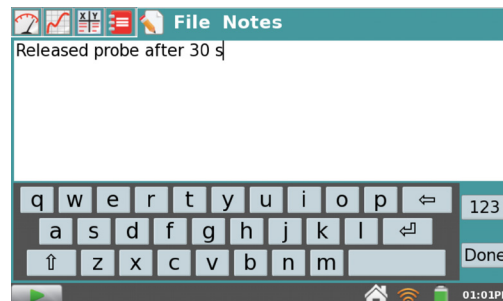 X Y
File Notes
Released probe after 30 s
q w e r t y u i o p ⇦ 123
a s d f g h j k l ⏎
⇧ z x c v b n m Done
01:01P